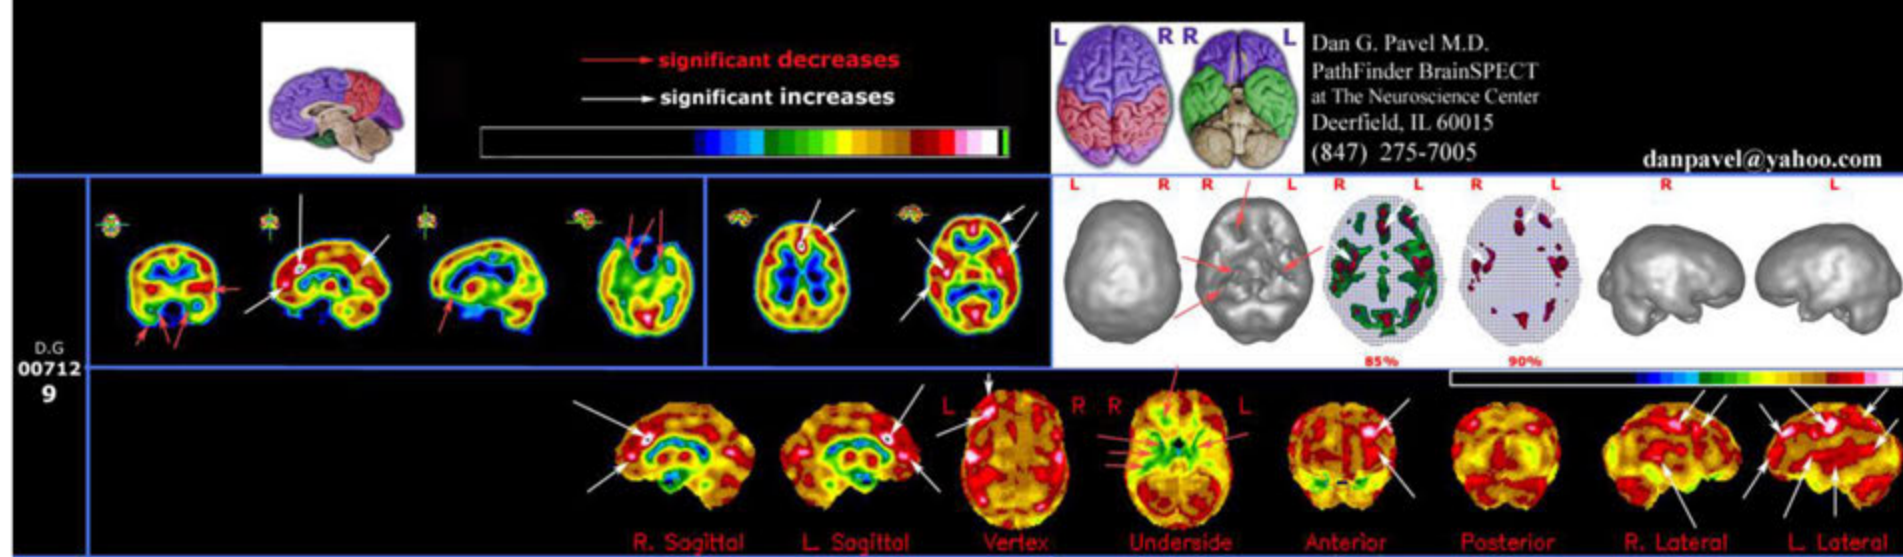 significant decreases
significant increases
L R R L
Dan G. Pavel M.D.
PathFinder BrainSPECT
at The Neuroscience Center
Deerfield, IL 60015
(847) 275-7005
danpavel@yahoo.com
L R R L R L R L R L
85% 90%
D.G
00712
9
L R R L
R. Sagittal L. Sagittal Vertex Underside Anterior Posterior R. Lateral L. Lateral